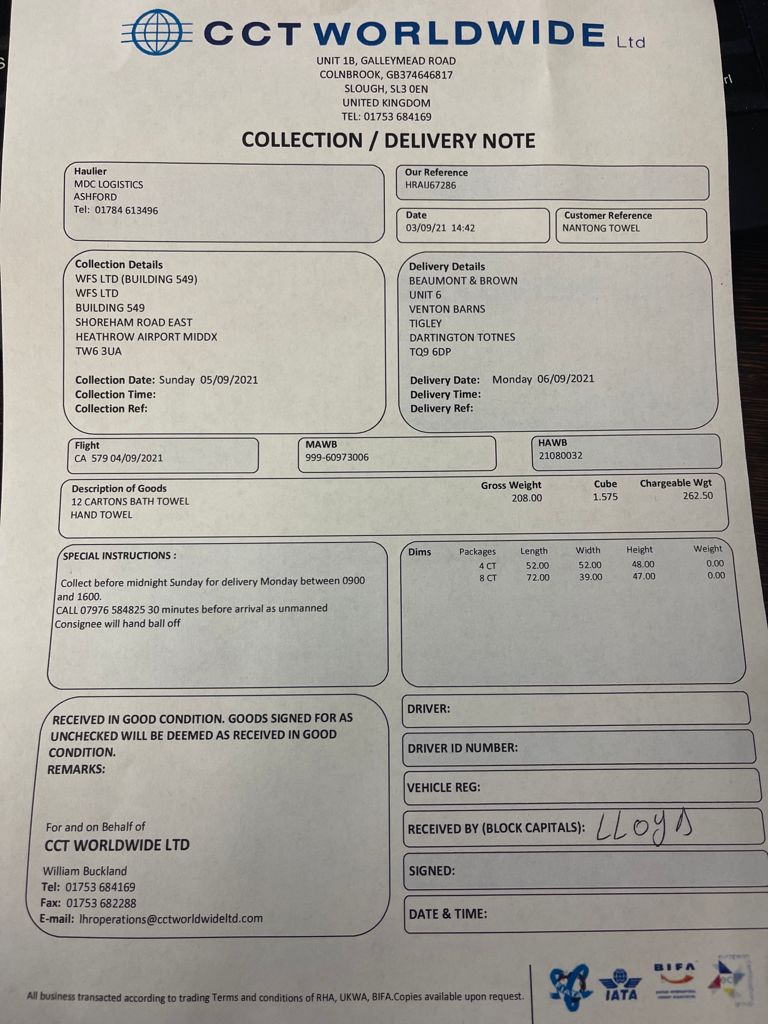 CCT WORLDWIDE Ltd
UNIT 1B, GALLEYMEAD ROAD
COLNBROOK, GB374646817
SLOUGH, SL3 0EN
UNITED KINGDOM
TEL: 01753 684169
COLLECTION / DELIVERY NOTE
Haulier
MDC LOGISTICS
ASHFORD
Tel: 01784 613496
Our Reference
HRAIJ67286
Date
03/09/21 14:42
Customer Reference
NANTONG TOWEL
Collection Details
WFS LTD (BUILDING 549)
WFS LTD
BUILDING 549
SHOREHAM ROAD EAST
HEATHROW AIRPORT MIDDX
TW6 3UA
Collection Date: Sunday 05/09/2021
Collection Time:
Collection Ref:
Delivery Details
BEAUMONT & BROWN
UNIT 6
VENTON BARNS
TIGLEY
DARTINGTON TOTNES
TQ9 6DP
Delivery Date: Monday 06/09/2021
Delivery Time:
Delivery Ref:
Flight
CA 579 04/09/2021
MAWB
999-60973006
HAWB
21080032
Description of Goods Gross Weight Cube Chargeable Wgt
12 CARTONS BATH TOWEL 208.00 1.575 262.50
HAND TOWEL
SPECIAL INSTRUCTIONS :
Collect before midnight Sunday for delivery Monday between 0900
and 1600.
CALL 07976 584825 30 minutes before arrival as unmanned
Consignee will hand ball off
Dims Packages Length Width Height Weight
4 CT 52.00 52.00 48.00 0.00
8 CT 72.00 39.00 47.00 0.00
RECEIVED IN GOOD CONDITION. GOODS SIGNED FOR AS
UNCHECKED WILL BE DEEMED AS RECEIVED IN GOOD
CONDITION.
REMARKS:
For and on Behalf of
CCT WORLDWIDE LTD
William Buckland
Tel: 01753 684169
Fax: 01753 682288
E-mail: lhroperations@cctworldwideltd.com
DRIVER:
DRIVER ID NUMBER:
VEHICLE REG:
RECEIVED BY (BLOCK CAPITALS): LLOYD
SIGNED:
DATE & TIME:
All business transacted according to trading Terms and conditions of RHA, UKWA, BIFA.Copies available upon request.
IATA
BIFA